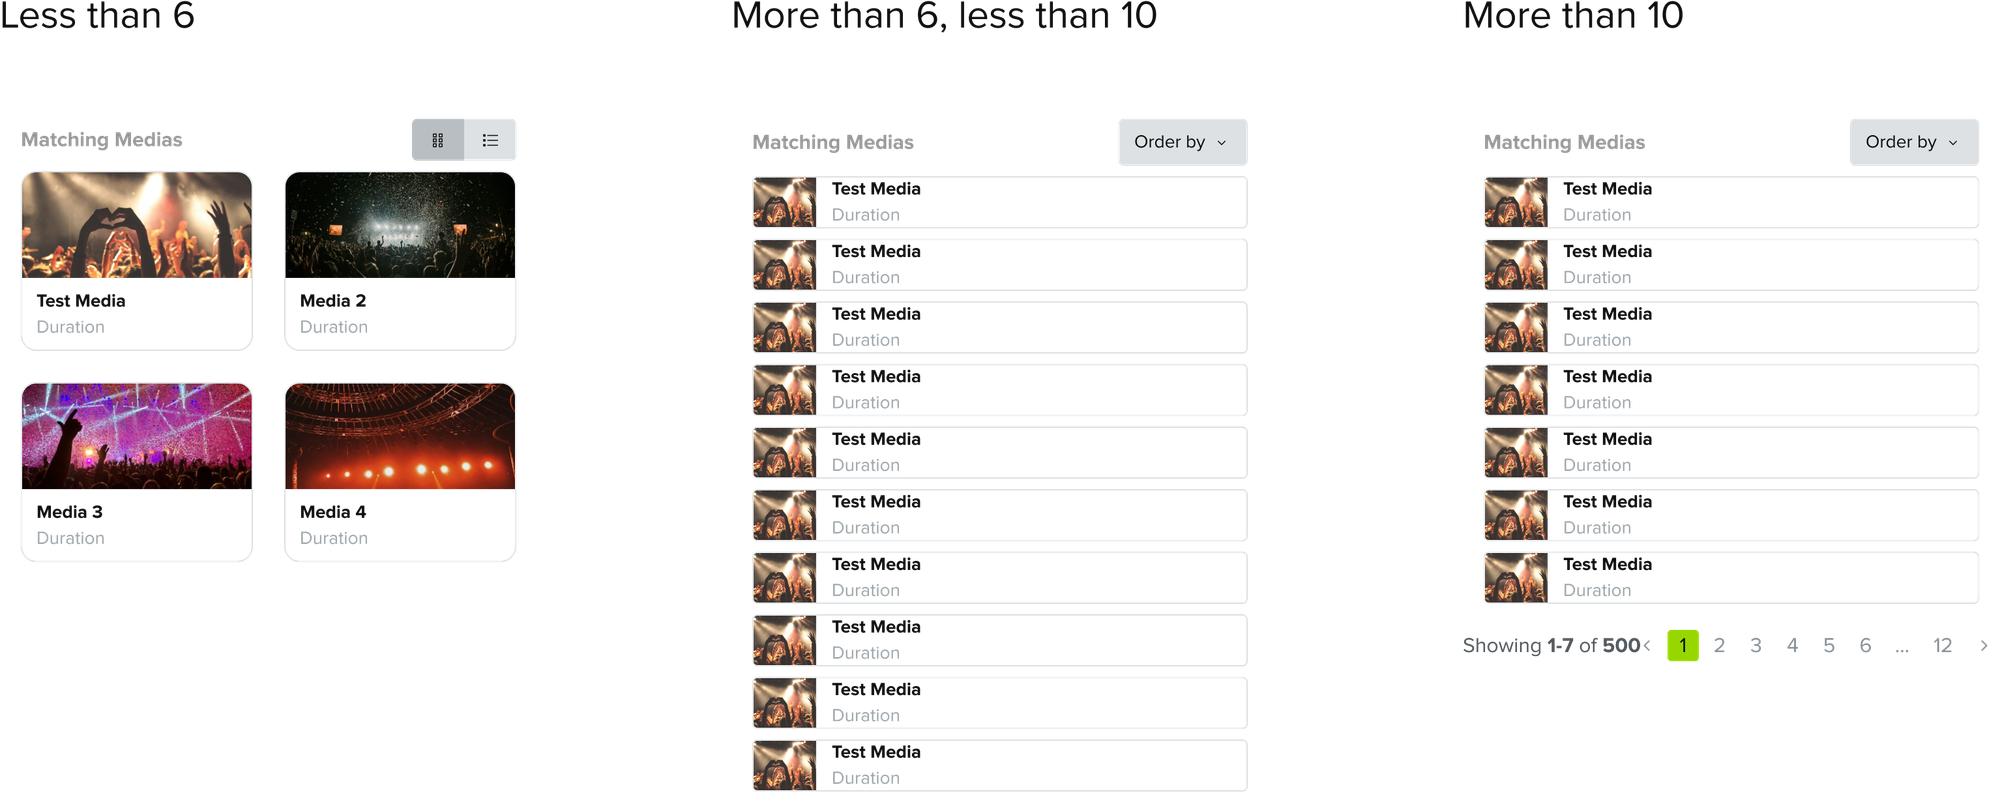 Less than 6
Matching Medias
Test Media
Duration
Media 2
Duration
Media 3
Duration
Media 4
Duration
More than 6, less than 10
Matching Medias
Order by
Test Media
Duration
Test Media
Duration
Test Media
Duration
Test Media
Duration
Test Media
Duration
Test Media
Duration
Test Media
Duration
Test Media
Duration
Test Media
Duration
Test Media
Duration
More than 10
Matching Medias
Order by
Test Media
Duration
Test Media
Duration
Test Media
Duration
Test Media
Duration
Test Media
Duration
Test Media
Duration
Test Media
Duration
Showing 1-7 of 500 < 1 2 3 4 5 6 ... 12 >